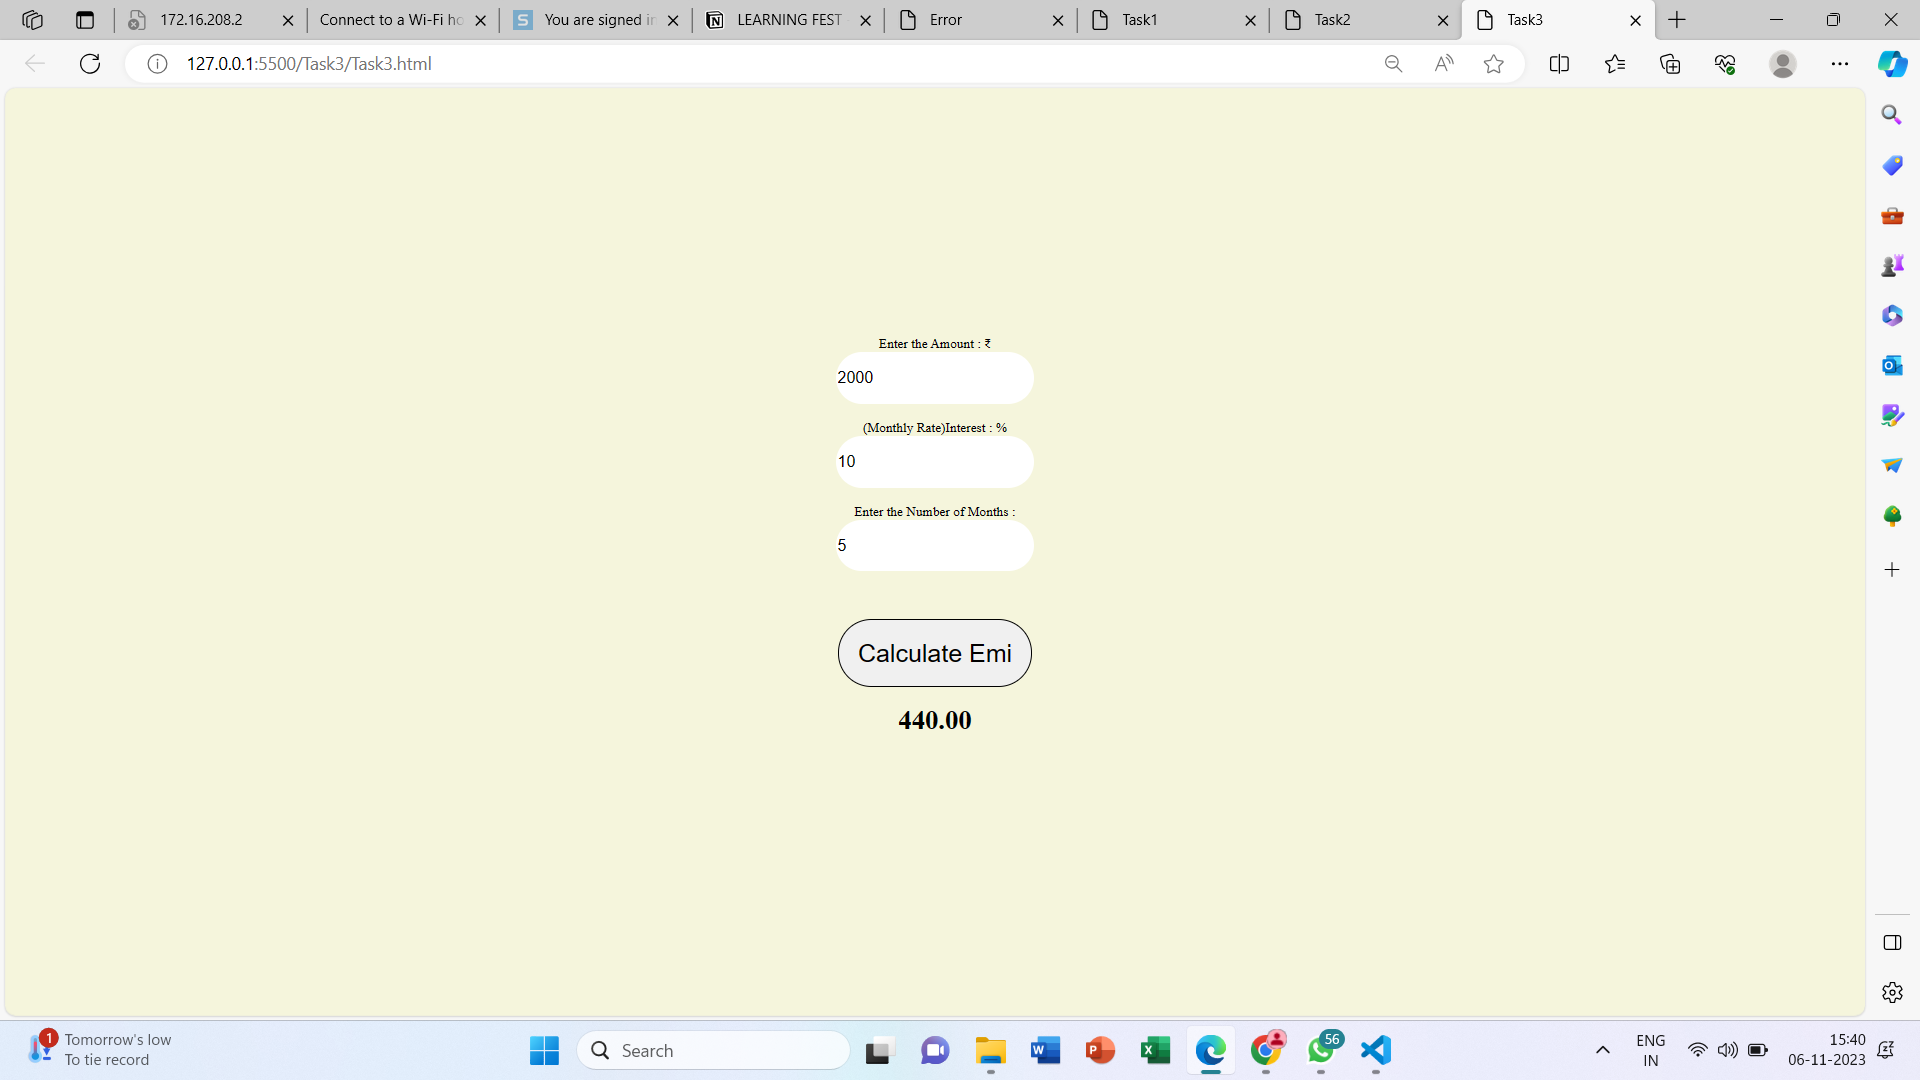 172.16.208.2
Connect to a Wi-Fi ho
You are signed in
LEARNING FEST
Error
Task1
Task2
Task3
127.0.0.1:5500/Task3/Task3.html
Enter the Amount : ₹
2000
(Monthly Rate)Interest : %
10
Enter the Number of Months :
5
Calculate Emi
440.00
1
Tomorrow's low
To tie record
Search
56
ENG
IN
15:40
06-11-2023